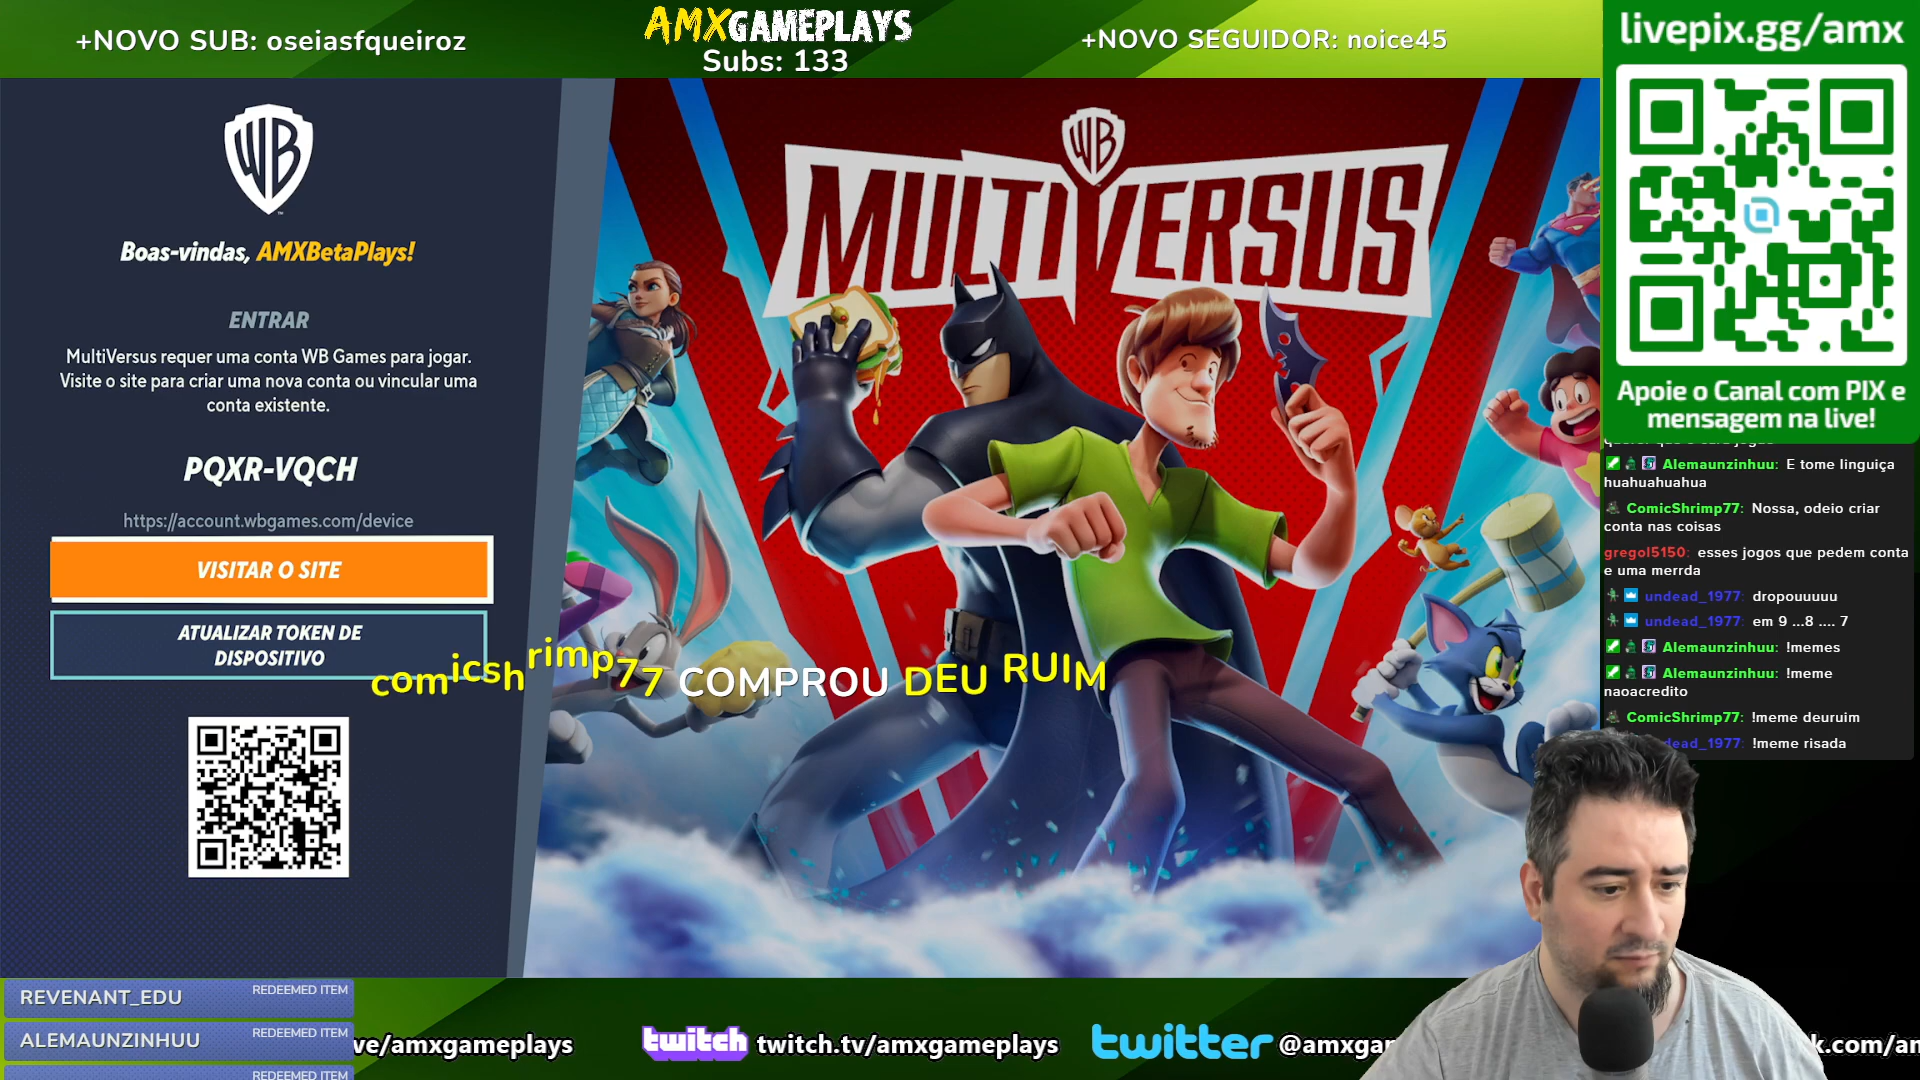 +NOVO SUB: oseiasfqueiroz
AMXGAMEPLAYS
Subs: 133
+NOVO SEGUIDOR: noice45
livepix.gg/amx
Apoie o Canal com PIX e
mensagem na live!
WB
Boas-vindas, AMXBetaPlays!
ENTRAR
MultiVersus requer uma conta WB Games para jogar.
Visite o site para criar uma nova conta ou vincular uma
conta existente.
PQXR-VQCH
https://account.wbgames.com/device
VISITAR O SITE
ATUALIZAR TOKEN DE
DISPOSITIVO
WB
MULTIVERSUS
comicshrimp77 COMPROU DEU RUIM
Alemaunzinhuu: E tome linguiça
huahuahuahua
ComicShrimp77: Nossa, odeio criar
conta nas coisas
gregol5150: esses jogos que pedem conta
e uma merrda
undead_1977: dropouuuuu
undead_1977: em 9 ...8 .... 7
Alemaunzinhuu: !memes
Alemaunzinhuu: !meme
naoacredito
ComicShrimp77: !meme deuruim
dead_1977: !meme risada
REVENANT_EDU REDEEMED ITEM
ALEMAUNZINHUU REDEEMED ITEM
REDEEMED ITEM
ve/amxgameplays
twitch twitch.tv/amxgameplays
twitter @amxgar
k.com/am